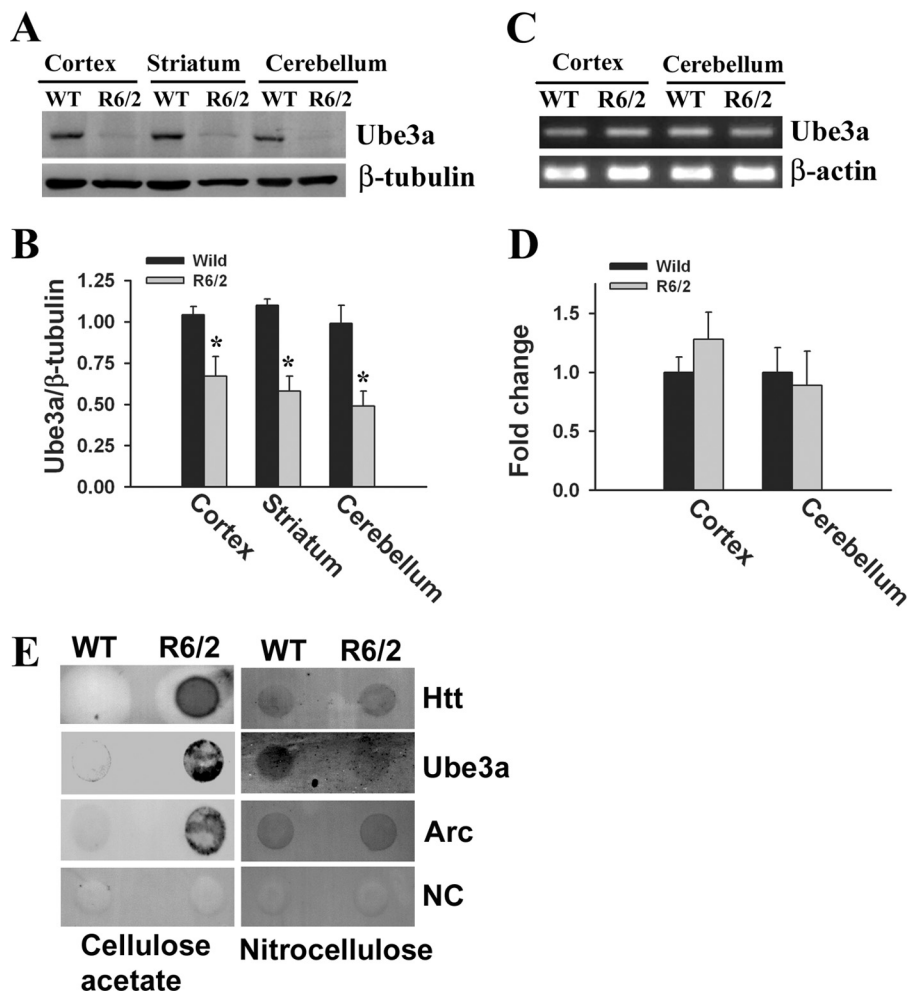 A
Cortex Striatum Cerebellum
WT R6/2 WT R6/2 WT R6/2
Ube3a
β-tubulin
C
Cortex Cerebellum
WT R6/2 WT R6/2
Ube3a
β-actin
B
Wild
R6/2
Ube3a/β-tubulin
1.25
1.00
0.75
0.50
0.25
0.00
* * *
Cortex
Striatum
Cerebellum
D
Wild
R6/2
Fold change
1.5
1.0
0.5
0.0
Cortex
Cerebellum
E
WT R6/2 WT R6/2
Htt
Ube3a
Arc
NC
Cellulose
acetate
Nitrocellulose